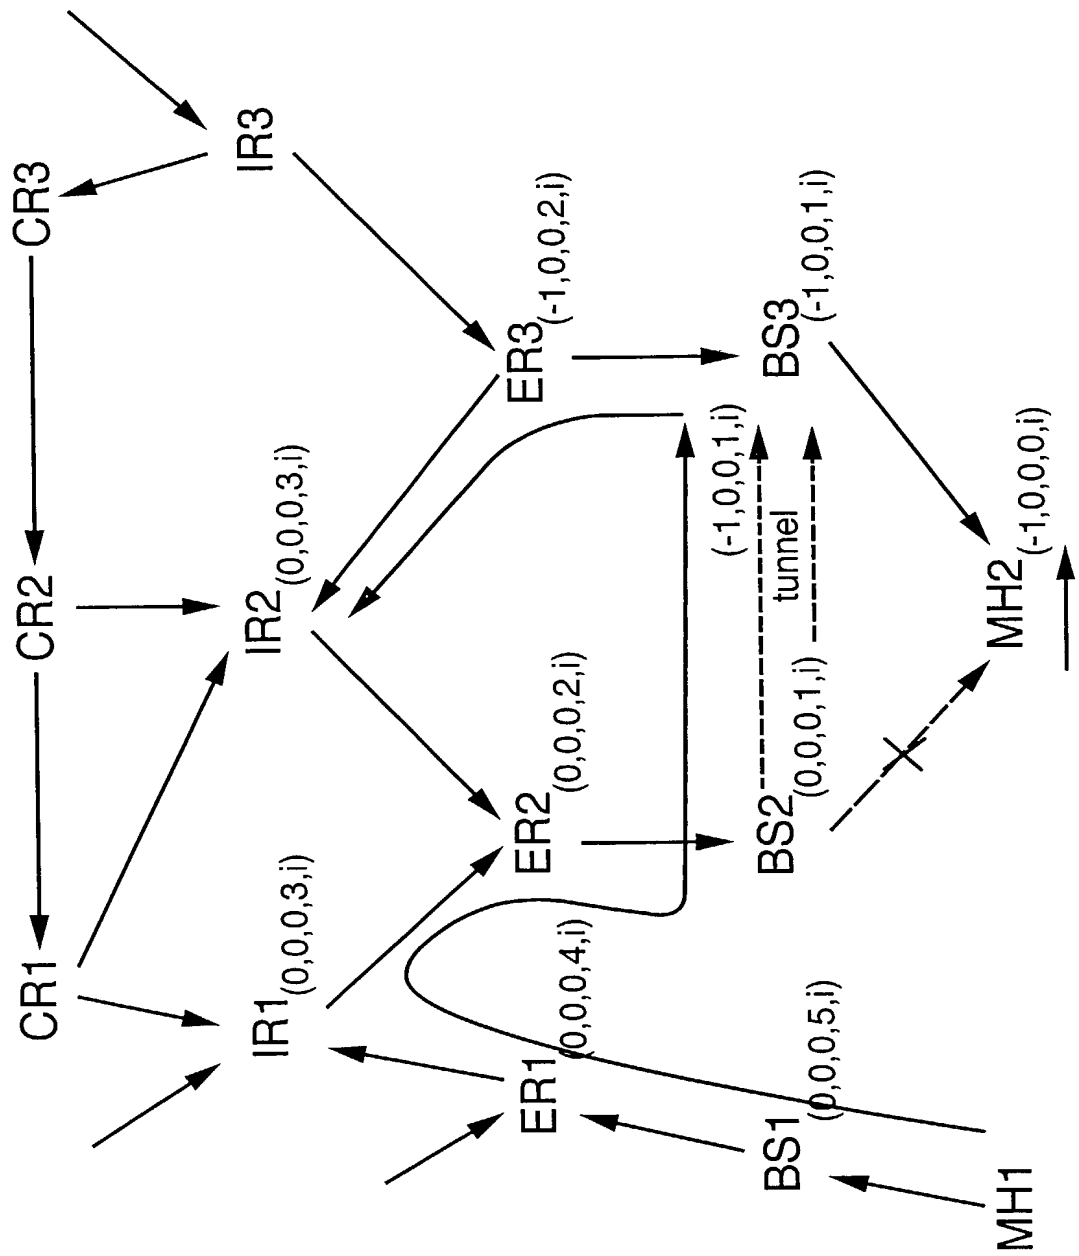 CR1
CR2
CR3
IR1
(0,0,0,3,i)
IR2
(0,0,0,3,i)
IR3
ER1
(0,0,0,4,i)
ER2
(0,0,0,2,i)
ER3
(-1,0,0,2,i)
BS1
(0,0,0,5,i)
BS2
(0,0,0,1,i)
(-1,0,0,1,i)
tunnel
BS3
(-1,0,0,1,i)
MH1
MH2
(-1,0,0,0,i)